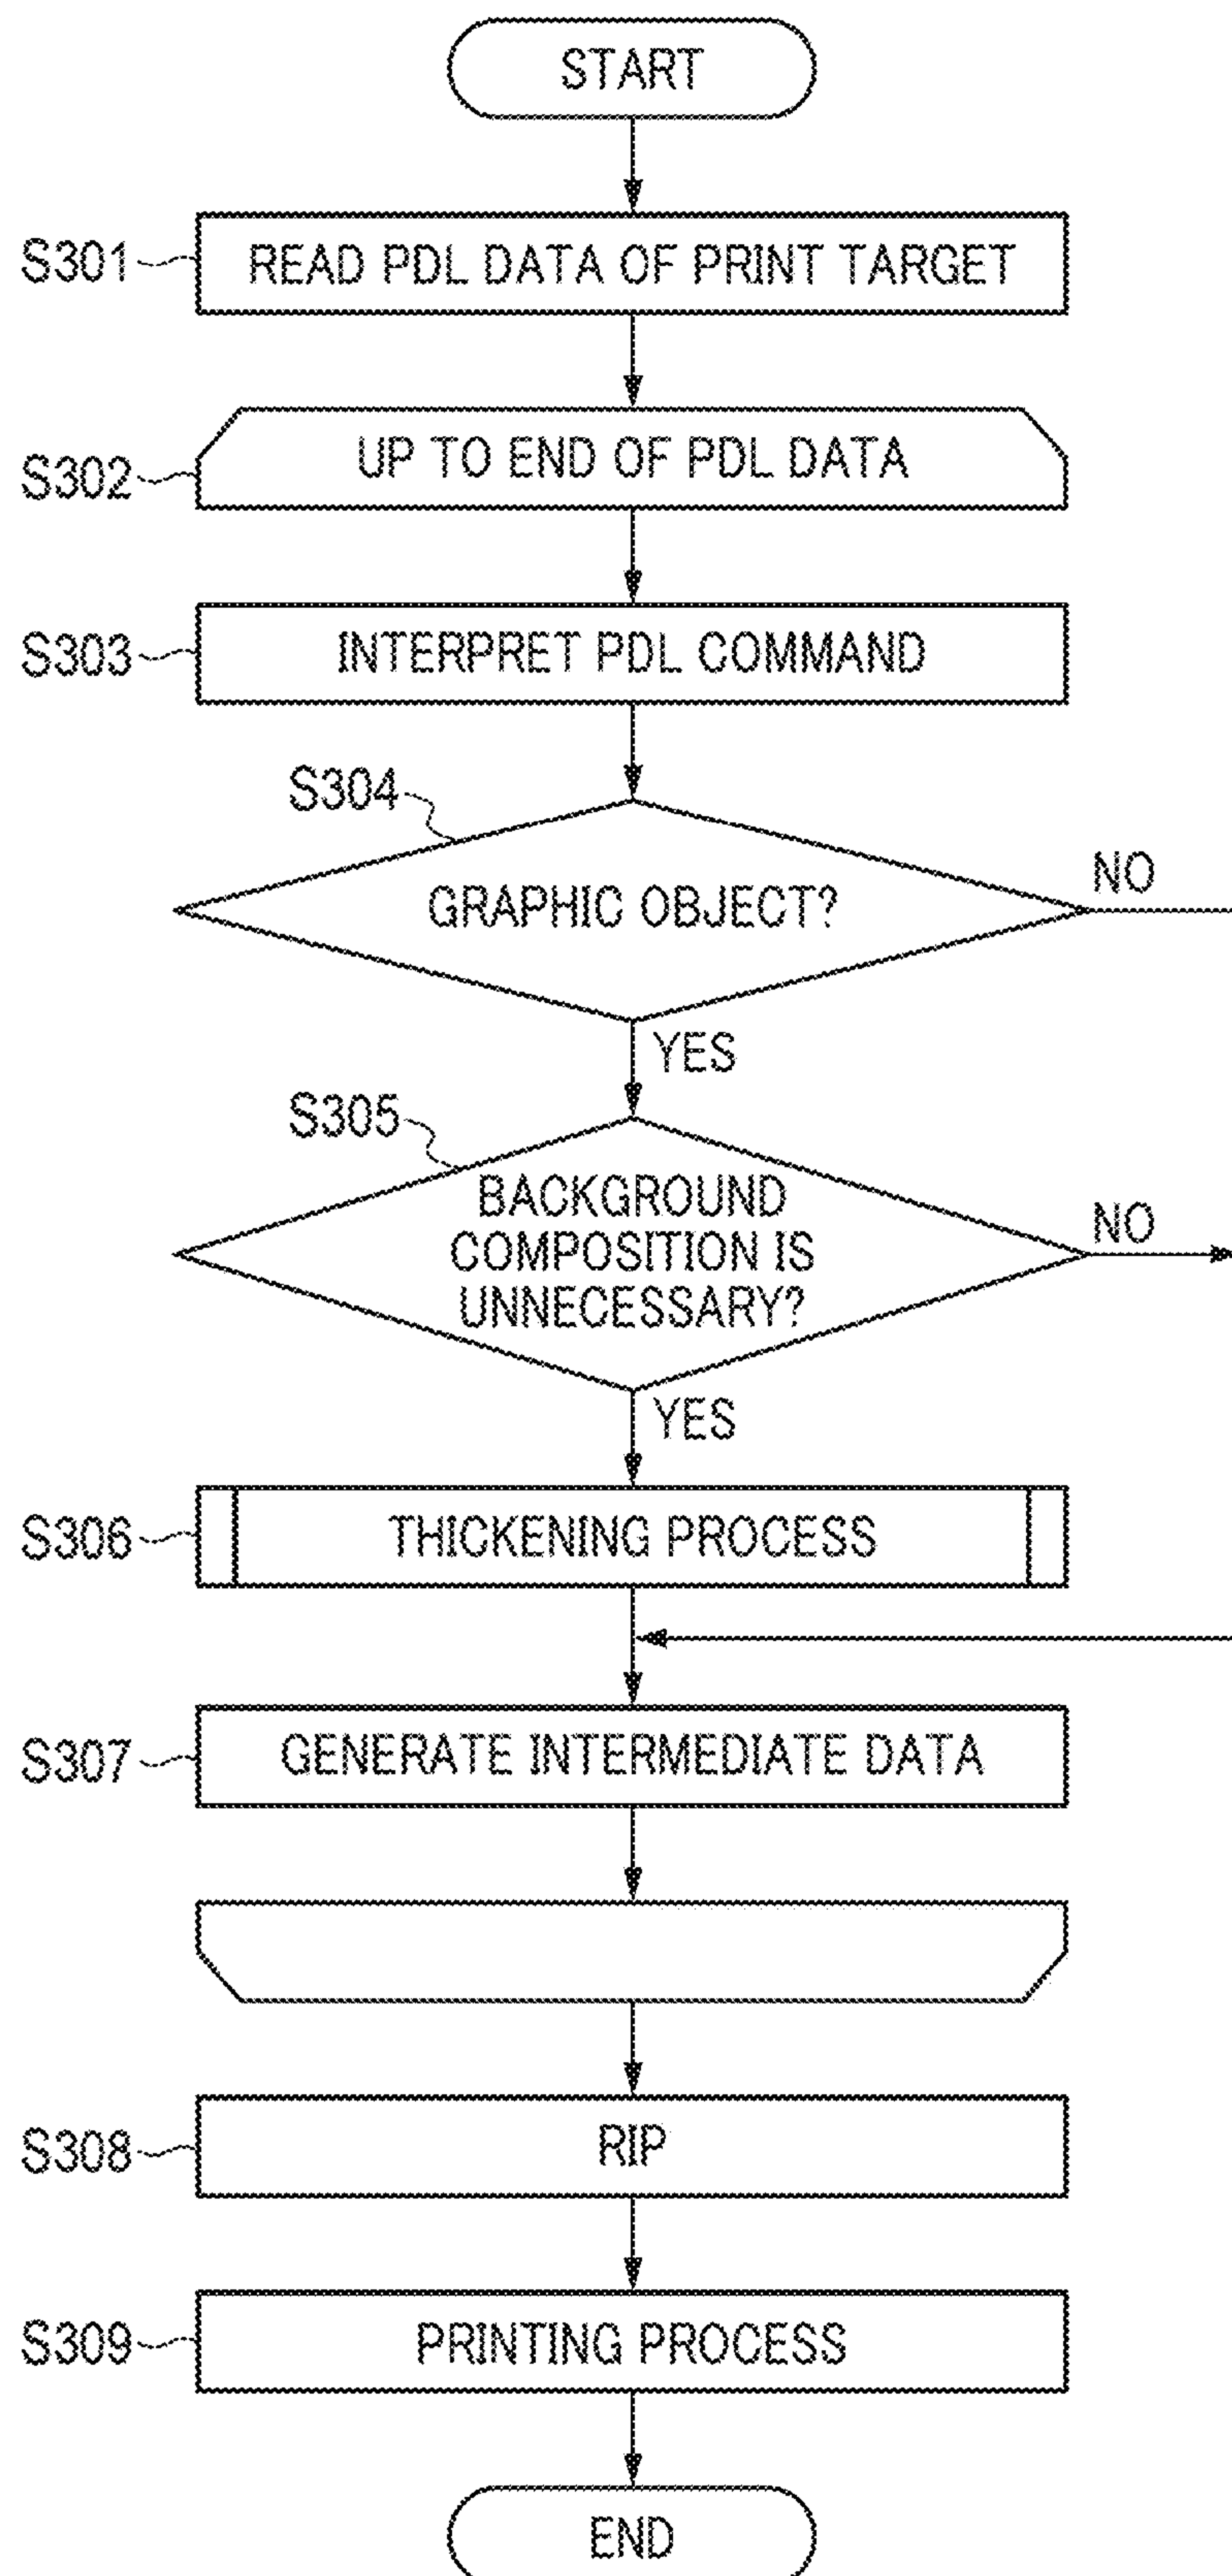 START
S301
READ PDL DATA OF PRINT TARGET
S302
UP TO END OF PDL DATA
S303
INTERPRET PDL COMMAND
S304
GRAPHIC OBJECT?
NO
YES
S305
BACKGROUND
COMPOSITION IS
UNNECESSARY?
NO
YES
S306
THICKENING PROCESS
S307
GENERATE INTERMEDIATE DATA
S308
RIP
S309
PRINTING PROCESS
END